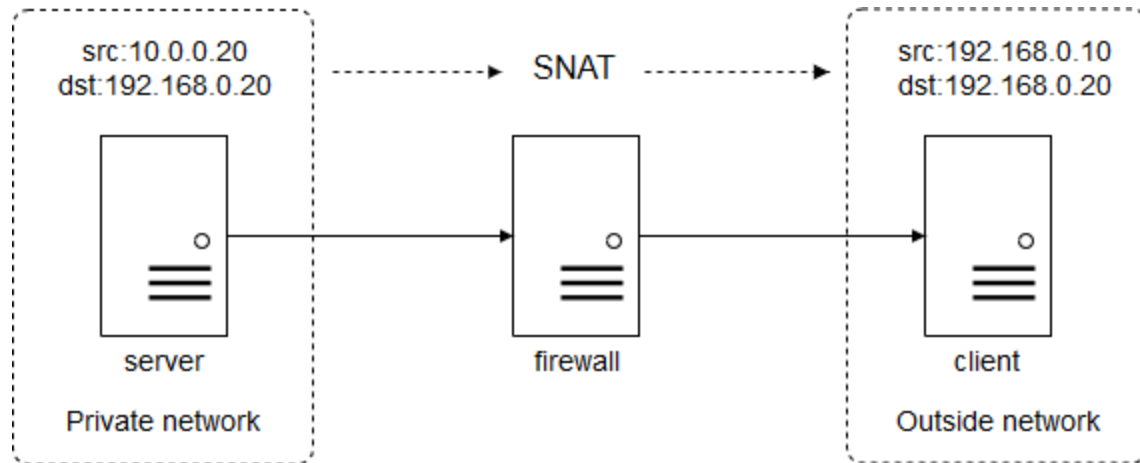 src:10.0.0.20
dst:192.168.0.20
SNAT
src:192.168.0.10
dst:192.168.0.20
server
firewall
client
Private network
Outside network